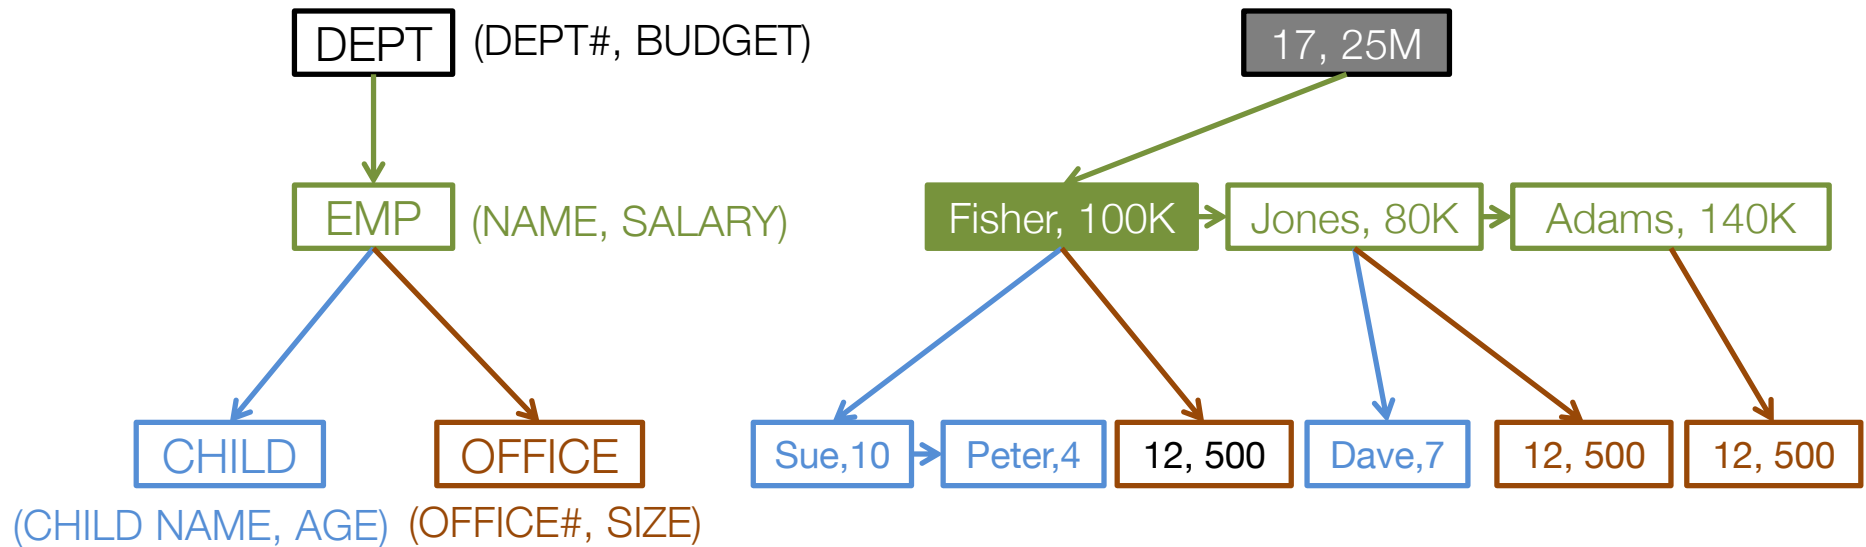 DEPT (DEPT#, BUDGET)
17, 25M
EMP (NAME, SALARY)
Fisher, 100K
Jones, 80K
Adams, 140K
CHILD
OFFICE
Sue,10
Peter,4
12, 500
Dave,7
12, 500
12, 500
(CHILD NAME, AGE)
(OFFICE#, SIZE)